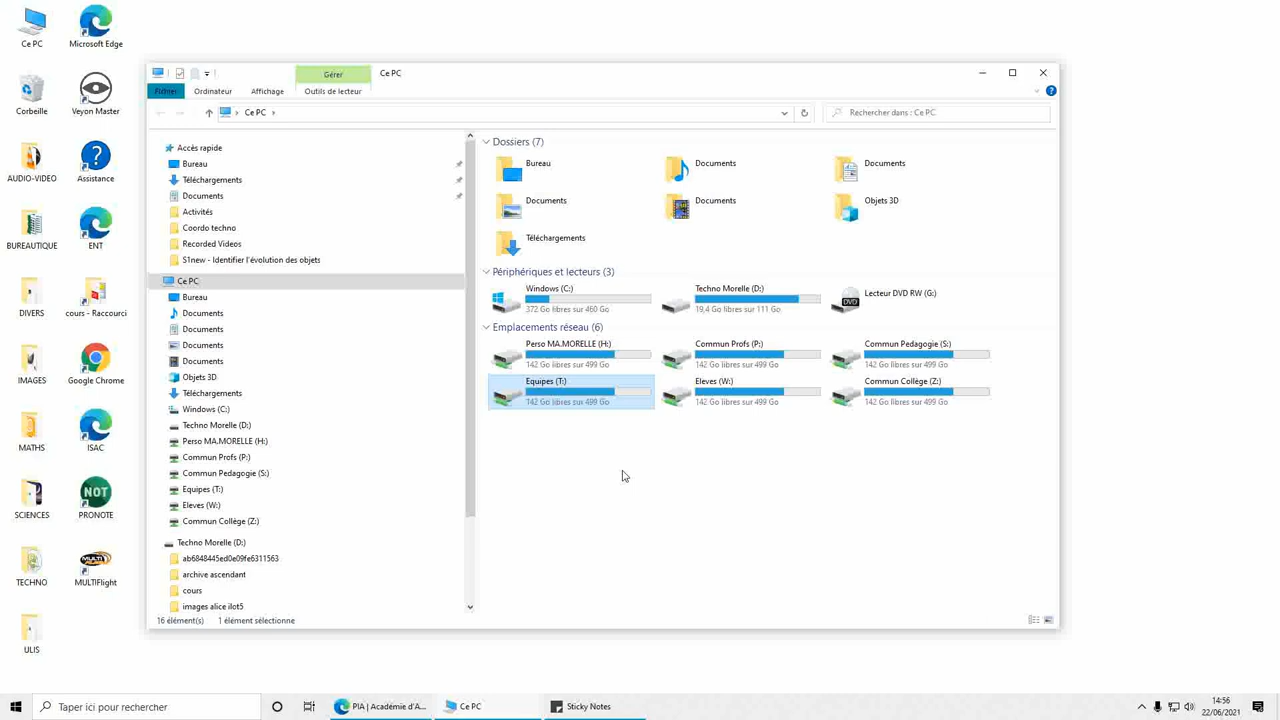 Ce PC
Microsoft Edge
Corbeille
Veyon Master
AUDIO-VIDEO
Assistance
BUREAUTIQUE
ENT
DIVERS
cours - Raccourci
IMAGES
Google Chrome
MATHS
ISAC
SCIENCES
NOT
PRONOTE
TECHNO
MULTIFlight
ULIS
Gérer
Ce PC
Fichier
Ordinateur
Affichage
Outils de lecteur
Ce PC
Rechercher dans : Ce PC
Accès rapide
Bureau
Téléchargements
Documents
Activités
Coordo techno
Recorded Videos
S1new - Identifier l'évolution des objets
Ce PC
Bureau
Documents
Documents
Documents
Documents
Objets 3D
Téléchargements
Windows (C:)
Techno Morelle (D:)
Perso MA.MORELLE (H:)
Commun Profs (P:)
Commun Pedagogie (S:)
Equipes (T:)
Eleves (W:)
Commun Collège (Z:)
Techno Morelle (D:)
ab6848445ed0e09fe6311563
archive ascendant
cours
images alice ilot5
Dossiers (7)
Bureau
Documents
Documents
Documents
Documents
Objets 3D
Téléchargements
Périphériques et lecteurs (3)
Windows (C:)
372 Go libres sur 460 Go
Techno Morelle (D:)
19,4 Go libres sur 111 Go
DVD
Lecteur DVD RW (G:)
Emplacements réseau (6)
Perso MA.MORELLE (H:)
142 Go libres sur 499 Go
Commun Profs (P:)
142 Go libres sur 499 Go
Commun Pedagogie (S:)
142 Go libres sur 499 Go
Equipes (T:)
142 Go libres sur 499 Go
Eleves (W:)
142 Go libres sur 499 Go
Commun Collège (Z:)
142 Go libres sur 499 Go
16 élément(s)
1 élément sélectionné
Taper ici pour rechercher
PIA | Académie d'A...
Ce PC
Sticky Notes
14:56
22/06/2021